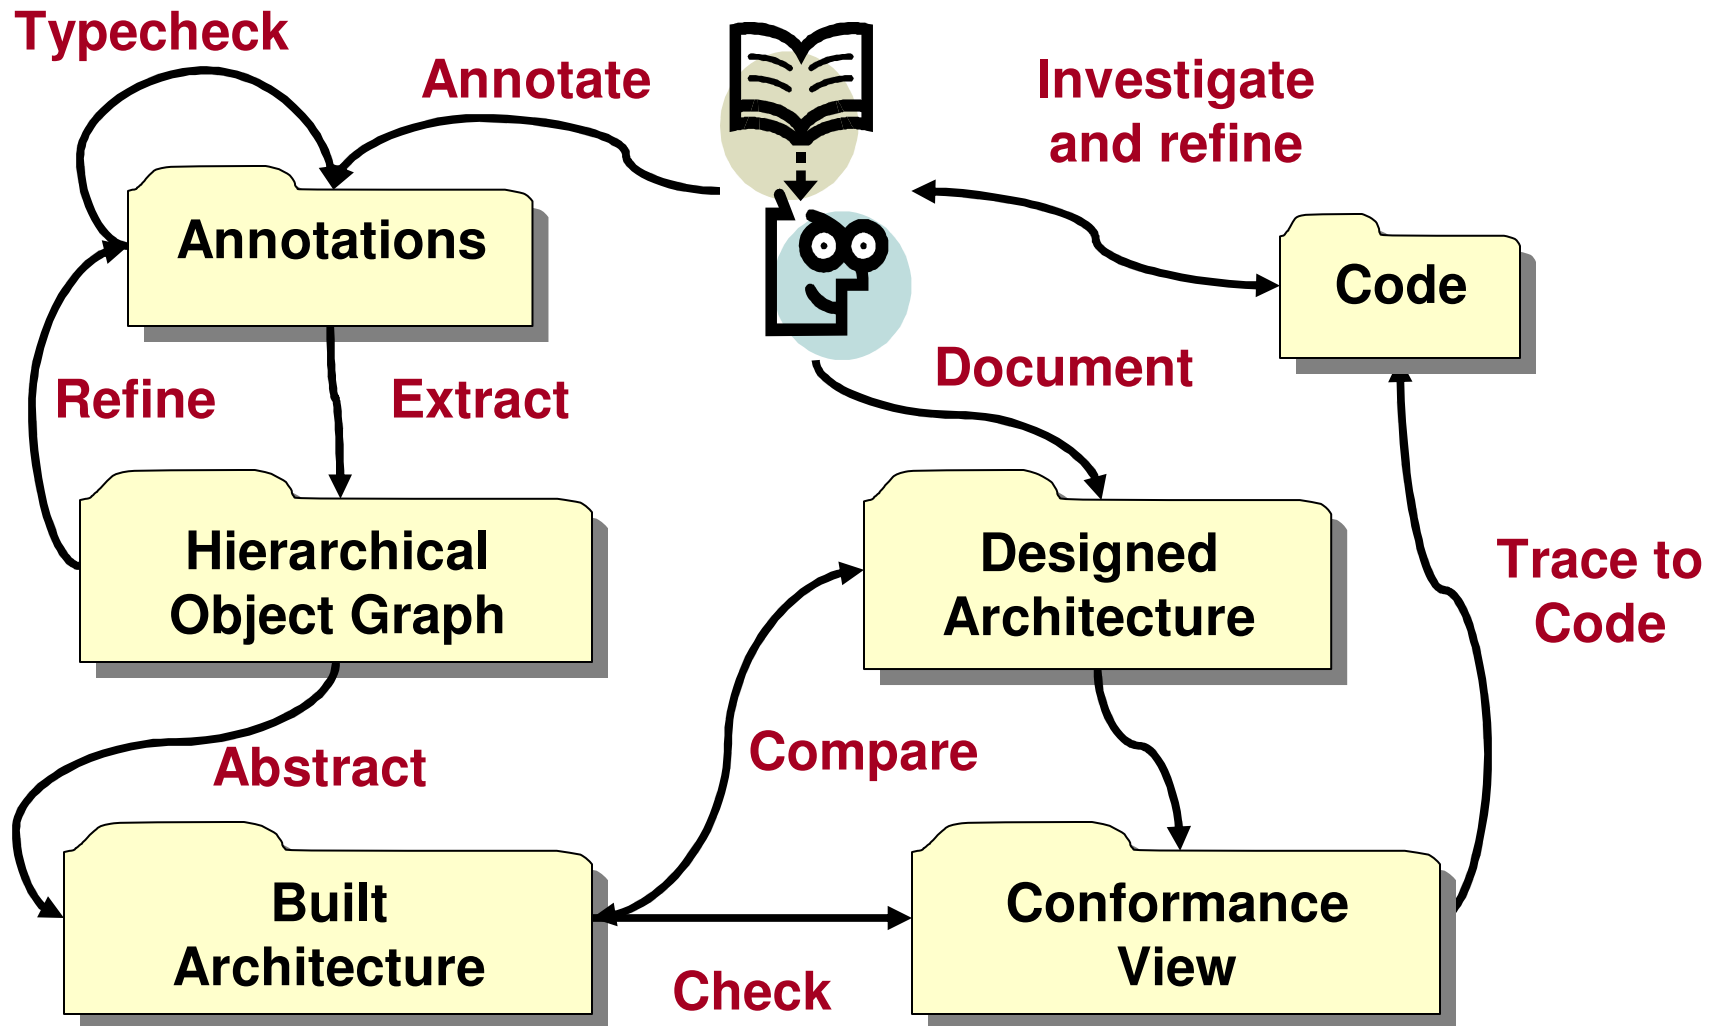 Typecheck
Annotate
Investigate
and refine
Annotations
Code
Document
Refine
Extract
Hierarchical
Object Graph
Designed
Architecture
Trace to
Code
Abstract
Compare
Built
Architecture
Conformance
View
Check